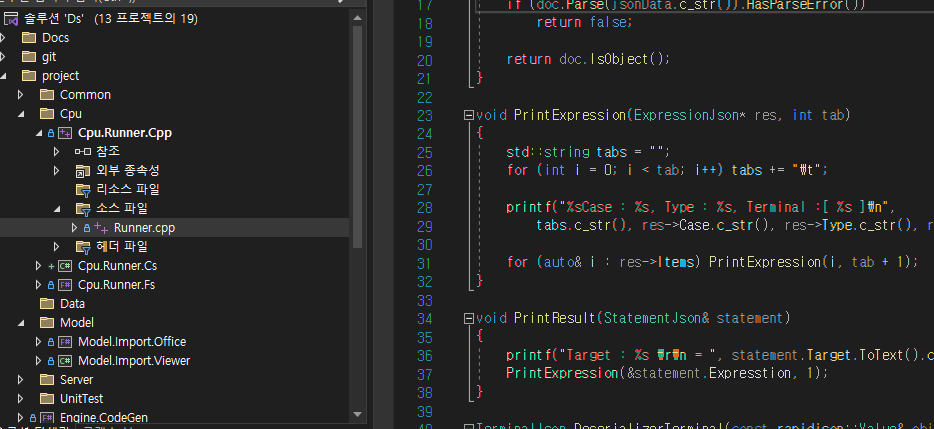 솔루션 'Ds' (13 프로젝트의 19)
Docs
git
project
Common
Cpu
Cpu.Runner.Cpp
참조
외부 종속성
리소스 파일
소스 파일
Runner.cpp
헤더 파일
Cpu.Runner.Cs
Cpu.Runner.Fs
Data
Model
Model.Import.Office
Model.Import.Viewer
Server
UnitTest
Engine.CodeGen
17 if (doc.Parse(jsonData.c_str()).HasParseError())
18 return false;
19
20 return doc.IsObject();
21 }
22
23 void PrintExpression(ExpressionJson* res, int tab)
24 {
25 std::string tabs = "";
26 for (int i = 0; i < tab; i++) tabs += "₩t";
27
28 printf("%sCase : %s, Type : %s, Terminal :[ %s ]₩n",
29 tabs.c_str(), res->Case.c_str(), res->Type.c_str(), r
30
31 for (auto& i : res->Items) PrintExpression(i, tab + 1);
32 }
33
34 void PrintResult(StatementJson& statement)
35 {
36 printf("Target : %s ₩r₩n = ", statement.Target.ToText().c
37 PrintExpression(&statement.Expresstion, 1);
38 }
39